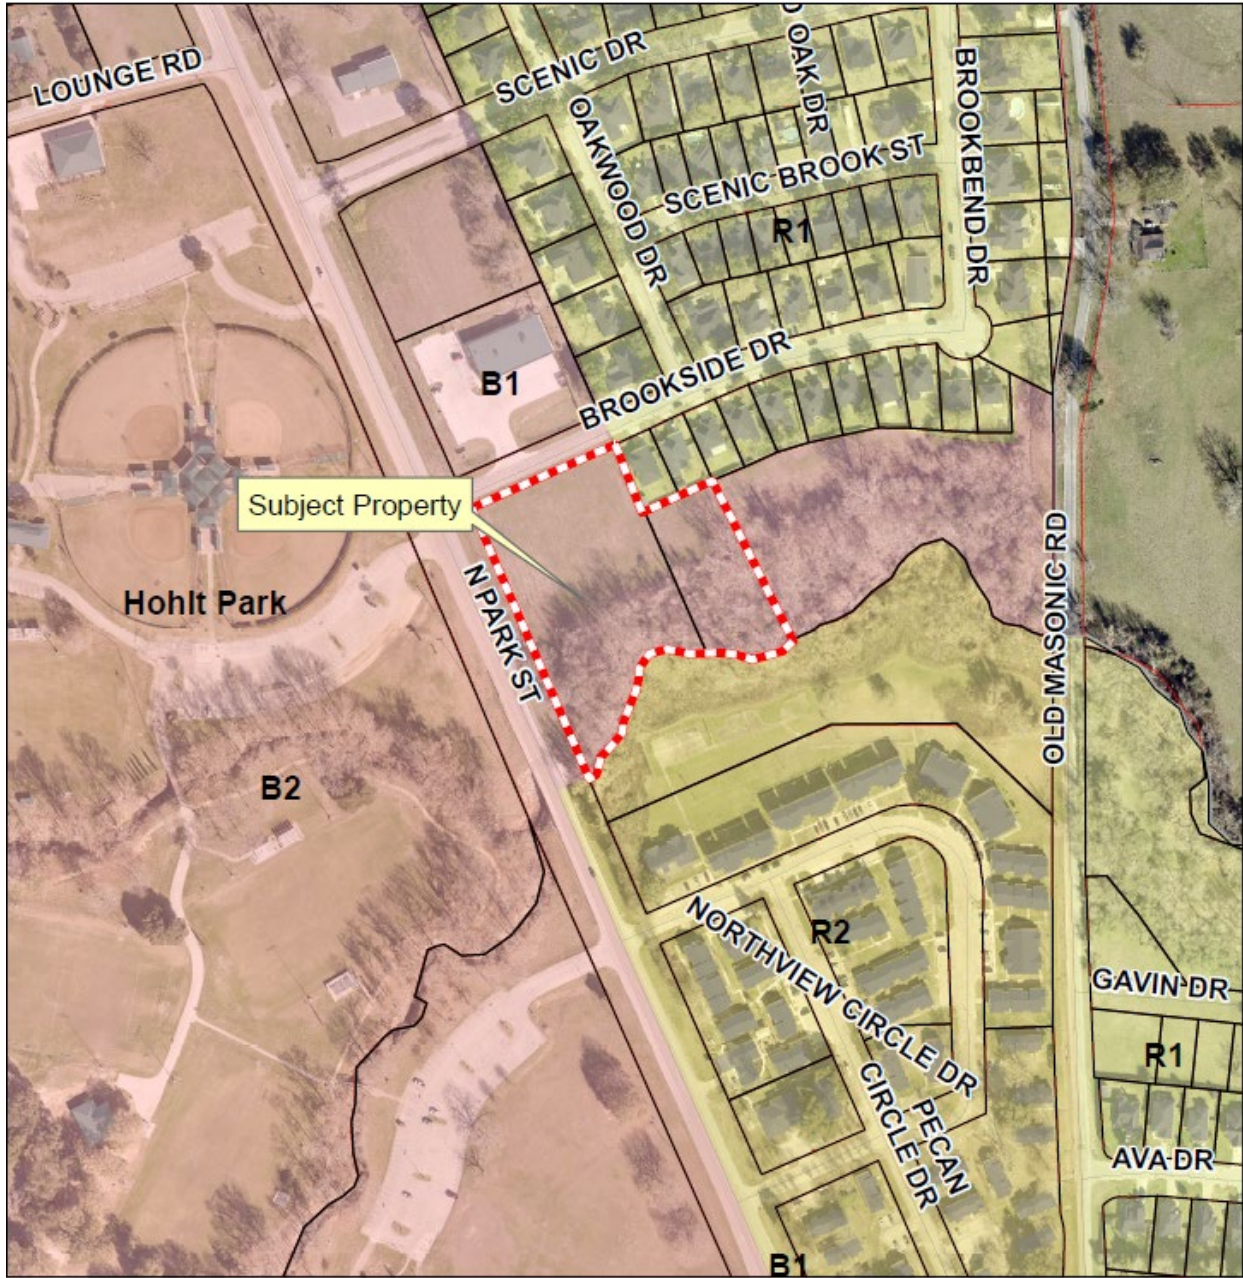 LOUNGE RD
SCENIC DR
OAK DR
BROOKBEND DR
OAKWOOD DR
SCENIC BROOK ST
R1
BROOKSIDE DR
B1
Subject Property
Hohlt Park
N PARK ST
OLD MASONIC RD
B2
NORTHVIEW CIRCLE DR
R2
GAVIN DR
R1
PECAN
CIRCLE DR
AVA DR
B1